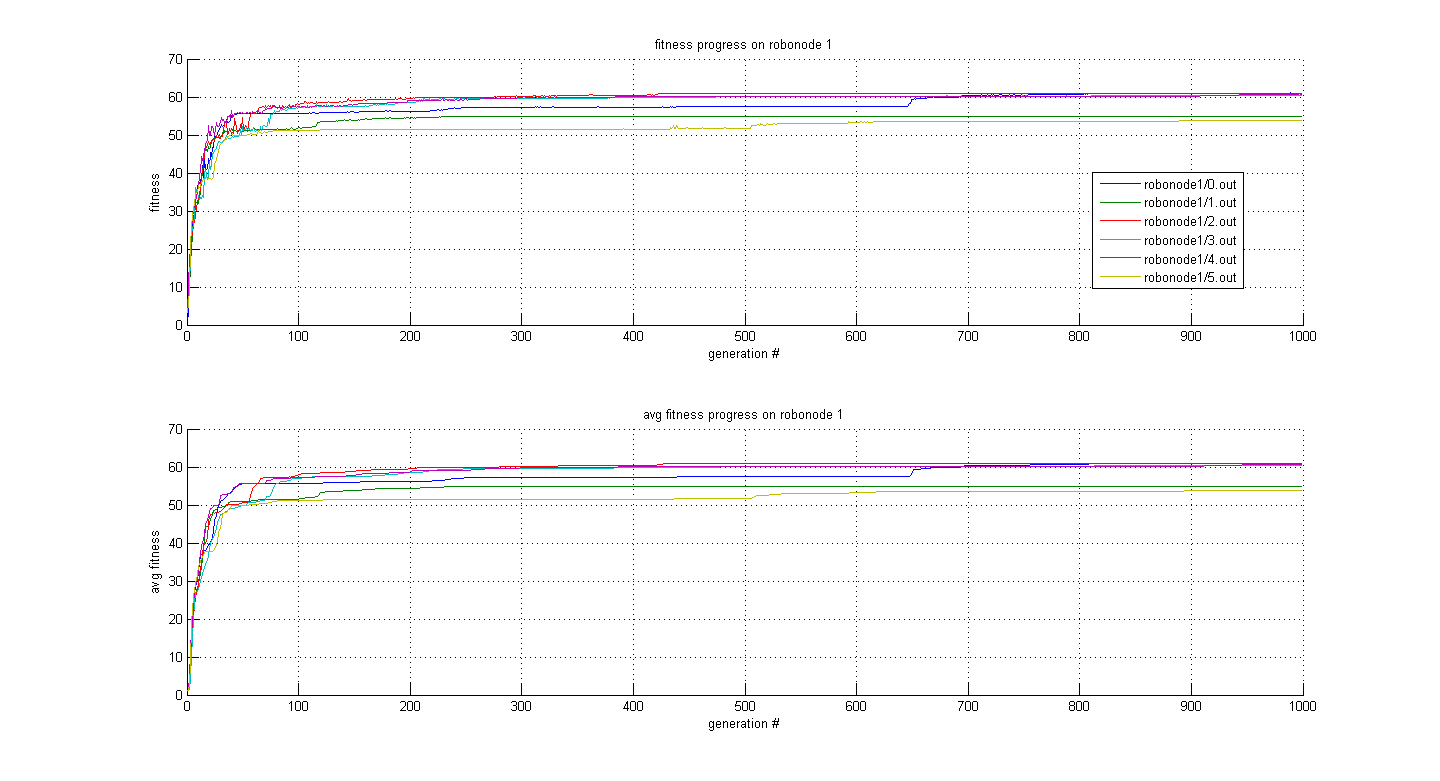 fitness progress on robonode 1
70
60
50
40
30
20
10
0
fitness
0 100 200 300 400 500 600 700 800 900 1000
generation #
robonode1/0.out
robonode1/1.out
robonode1/2.out
robonode1/3.out
robonode1/4.out
robonode1/5.out
avg fitness progress on robonode 1
70
60
50
40
30
20
10
0
avg fitness
0 100 200 300 400 500 600 700 800 900 1000
generation #